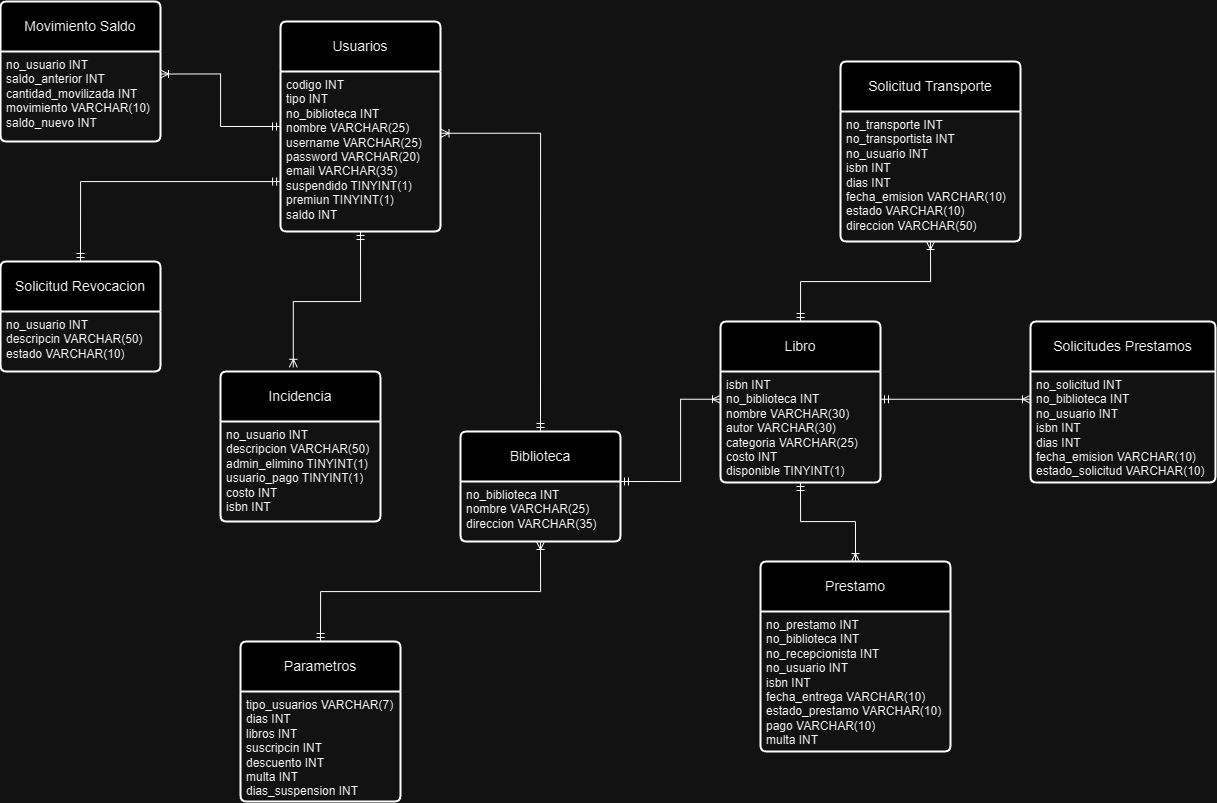 Movimiento Saldo
no_usuario INT
saldo_anterior INT
cantidad_movilizada INT
movimiento VARCHAR(10)
saldo_nuevo INT
Usuarios
codigo INT
tipo INT
no_biblioteca INT
nombre VARCHAR(25)
username VARCHAR(25)
password VARCHAR(20)
email VARCHAR(35)
suspendido TINYINT(1)
premiun TINYINT(1)
saldo INT
Solicitud Transporte
no_transporte INT
no_transportista INT
no_usuario INT
isbn INT
dias INT
fecha_emision VARCHAR(10)
estado VARCHAR(10)
direccion VARCHAR(50)
Solicitud Revocacion
no_usuario INT
descripcin VARCHAR(50)
estado VARCHAR(10)
Incidencia
no_usuario INT
descripcion VARCHAR(50)
admin_elimino TINYINT(1)
usuario_pago TINYINT(1)
costo INT
isbn INT
Biblioteca
no_biblioteca INT
nombre VARCHAR(25)
direccion VARCHAR(35)
Libro
isbn INT
no_biblioteca INT
nombre VARCHAR(30)
autor VARCHAR(30)
categoria VARCHAR(25)
costo INT
disponible TINYINT(1)
Solicitudes Prestamos
no_solicitud INT
no_biblioteca INT
no_usuario INT
isbn INT
dias INT
fecha_emision VARCHAR(10)
estado_solicitud VARCHAR(10)
Parametros
tipo_usuarios VARCHAR(7)
dias INT
libros INT
suscripcin INT
descuento INT
multa INT
dias_suspension INT
Prestamo
no_prestamo INT
no_biblioteca INT
no_recepcionista INT
no_usuario INT
isbn INT
fecha_entrega VARCHAR(10)
estado_prestamo VARCHAR(10)
pago VARCHAR(10)
multa INT